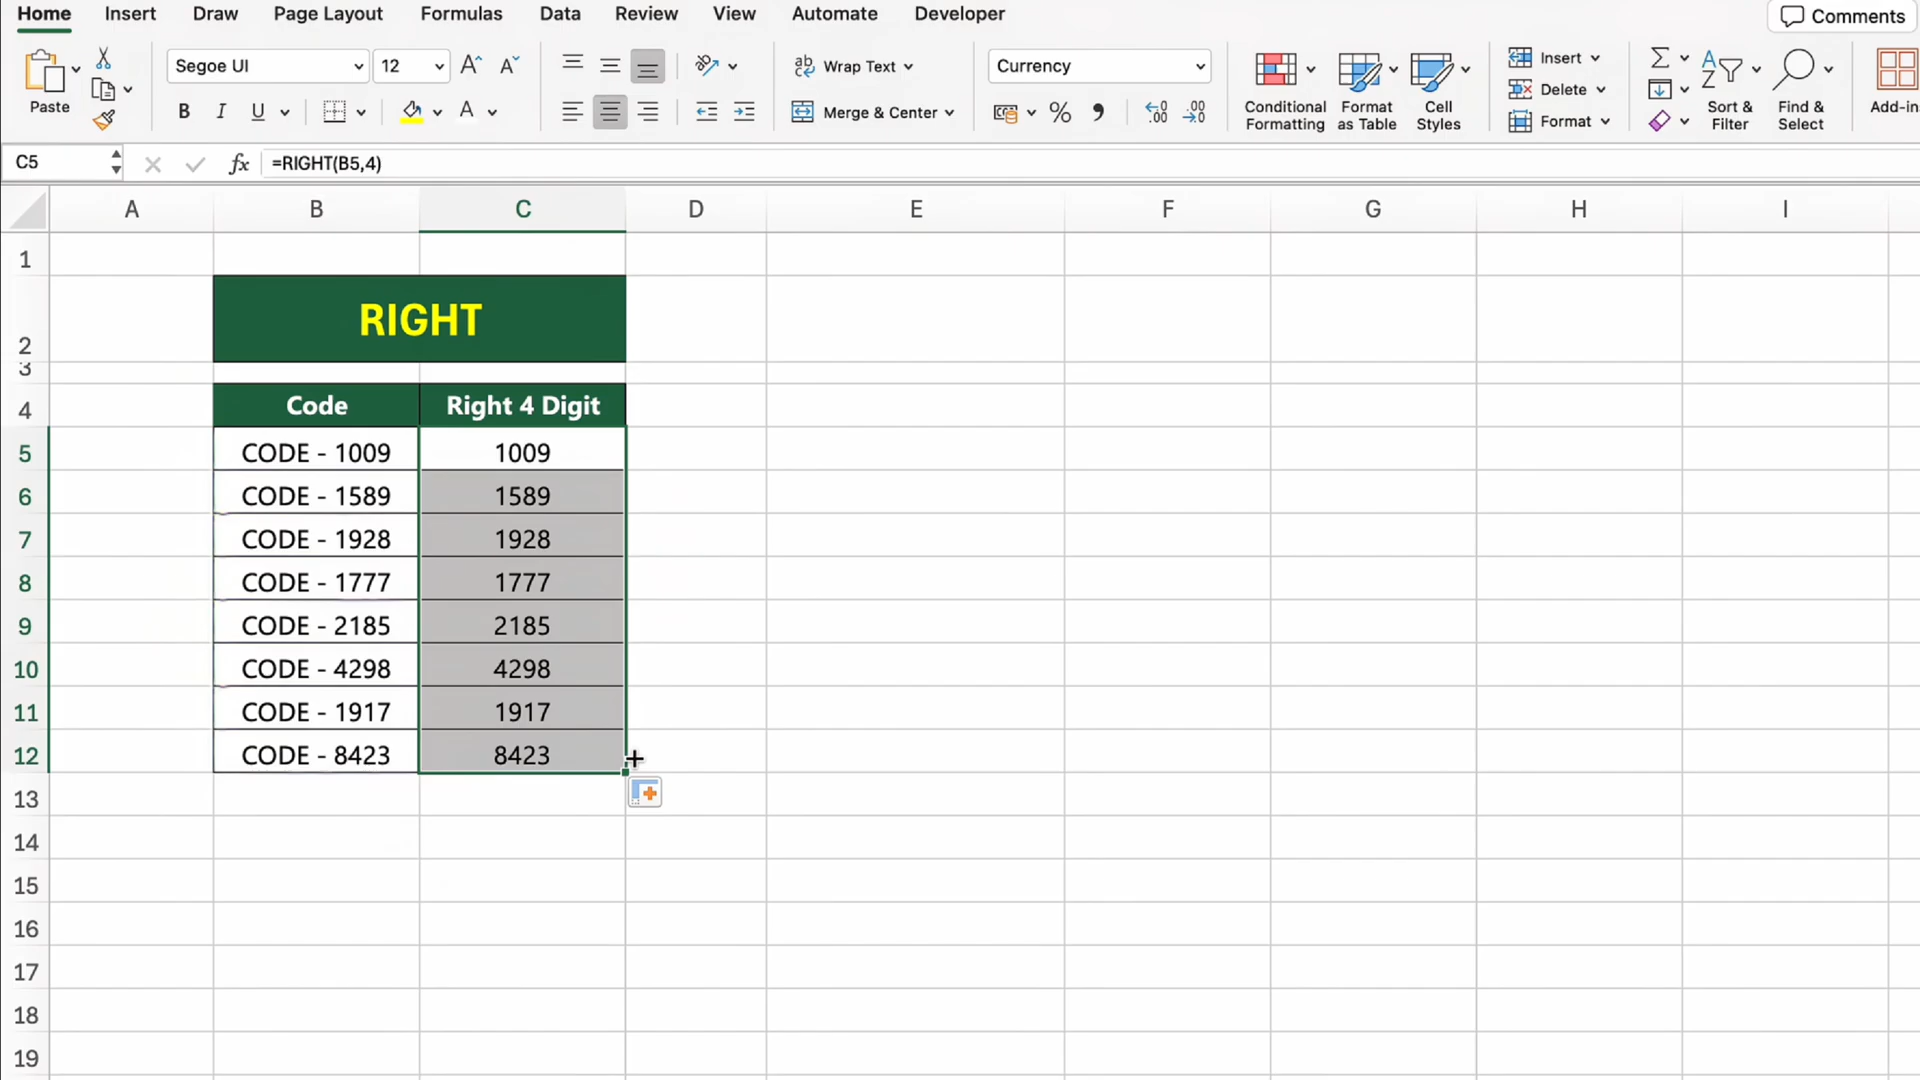 Home Insert Draw Page Layout Formulas Data Review View Automate Developer Comments
Paste Segoe UI 12 A A Wrap Text Currency Insert
B I U A Merge & Center % Delete
Conditional Formatting Format as Table Cell Styles Format Sort & Filter Find & Select Add-in
C5 fx =RIGHT(B5,4)
A B C D E F G H I
1
2 RIGHT
3
4 Code Right 4 Digit
5 CODE - 1009 1009
6 CODE - 1589 1589
7 CODE - 1928 1928
8 CODE - 1777 1777
9 CODE - 2185 2185
10 CODE - 4298 4298
11 CODE - 1917 1917
12 CODE - 8423 8423
13
14
15
16
17
18
19